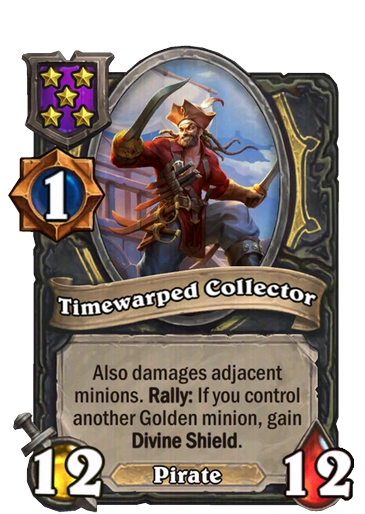 1
Timewarped Collector
Also damages adjacent
minions. Rally: If you control
another Golden minion, gain
Divine Shield.
12
Pirate
12